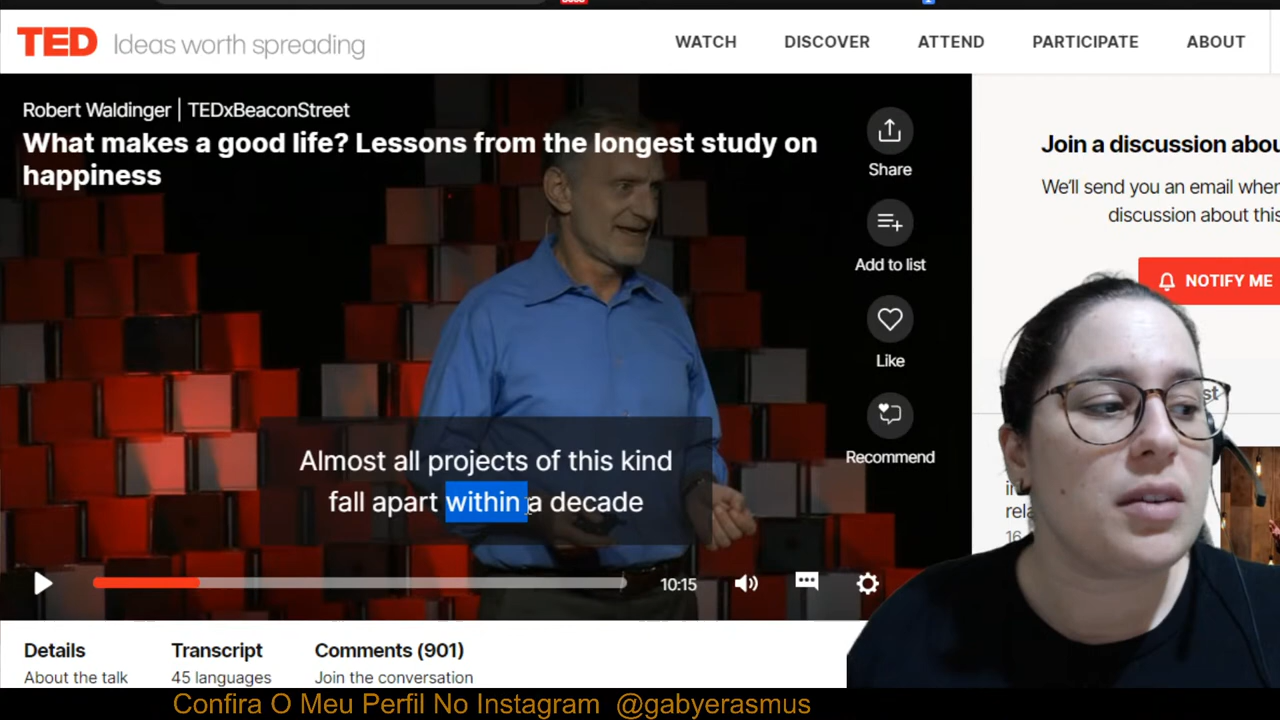 TED Ideas worth spreading
WATCH DISCOVER ATTEND PARTICIPATE ABOUT
Robert Waldinger | TEDxBeaconStreet
What makes a good life? Lessons from the longest study on
happiness
Share
Add to list
Like
Recommend
Almost all projects of this kind
fall apart within a decade
10:15
Join a discussion
We'll send you an email
discussion about this
NOTIFY ME
16
Details
About the talk
Transcript
45 languages
Comments (901)
Join the conversation
Confira O Meu Perfil No Instagram @gabyerasmus